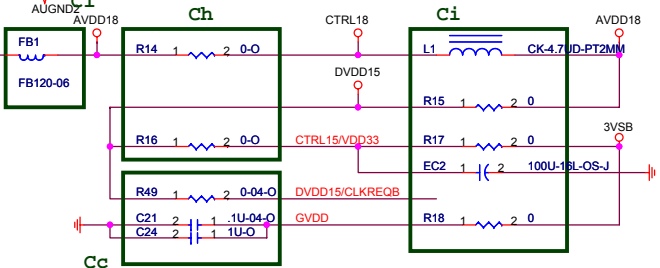 AUGND2
AVDD18
Ch
CTRL18
Ci
AVDD18
FB1
FB120-06
R14 1 2 0-O
L1
CK-4.7UD-PT2MM
DVDD15
R15 1 2 0
3VSB
R16 1 2 0-O
CTRL15/VDD33
R17 1 2 0
EC2 1 2 100U-16L-OS-J
R49 1 2 0-04-O
DVDD15/CLKREQB
C21 2 1 .1U-04-O
GVDD
R18 1 2 0
C24 2 1 1U-O
Cc